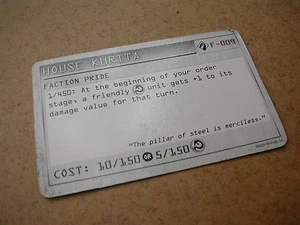 HOUSE KURITA
F-009
FACTION PRIDE
1/450: At the beginning of your order
stage, a friendly unit gets +1 to its
damage value for that turn.
"The pillar of steel is merciless."
COST: 10/150 OR 5/150